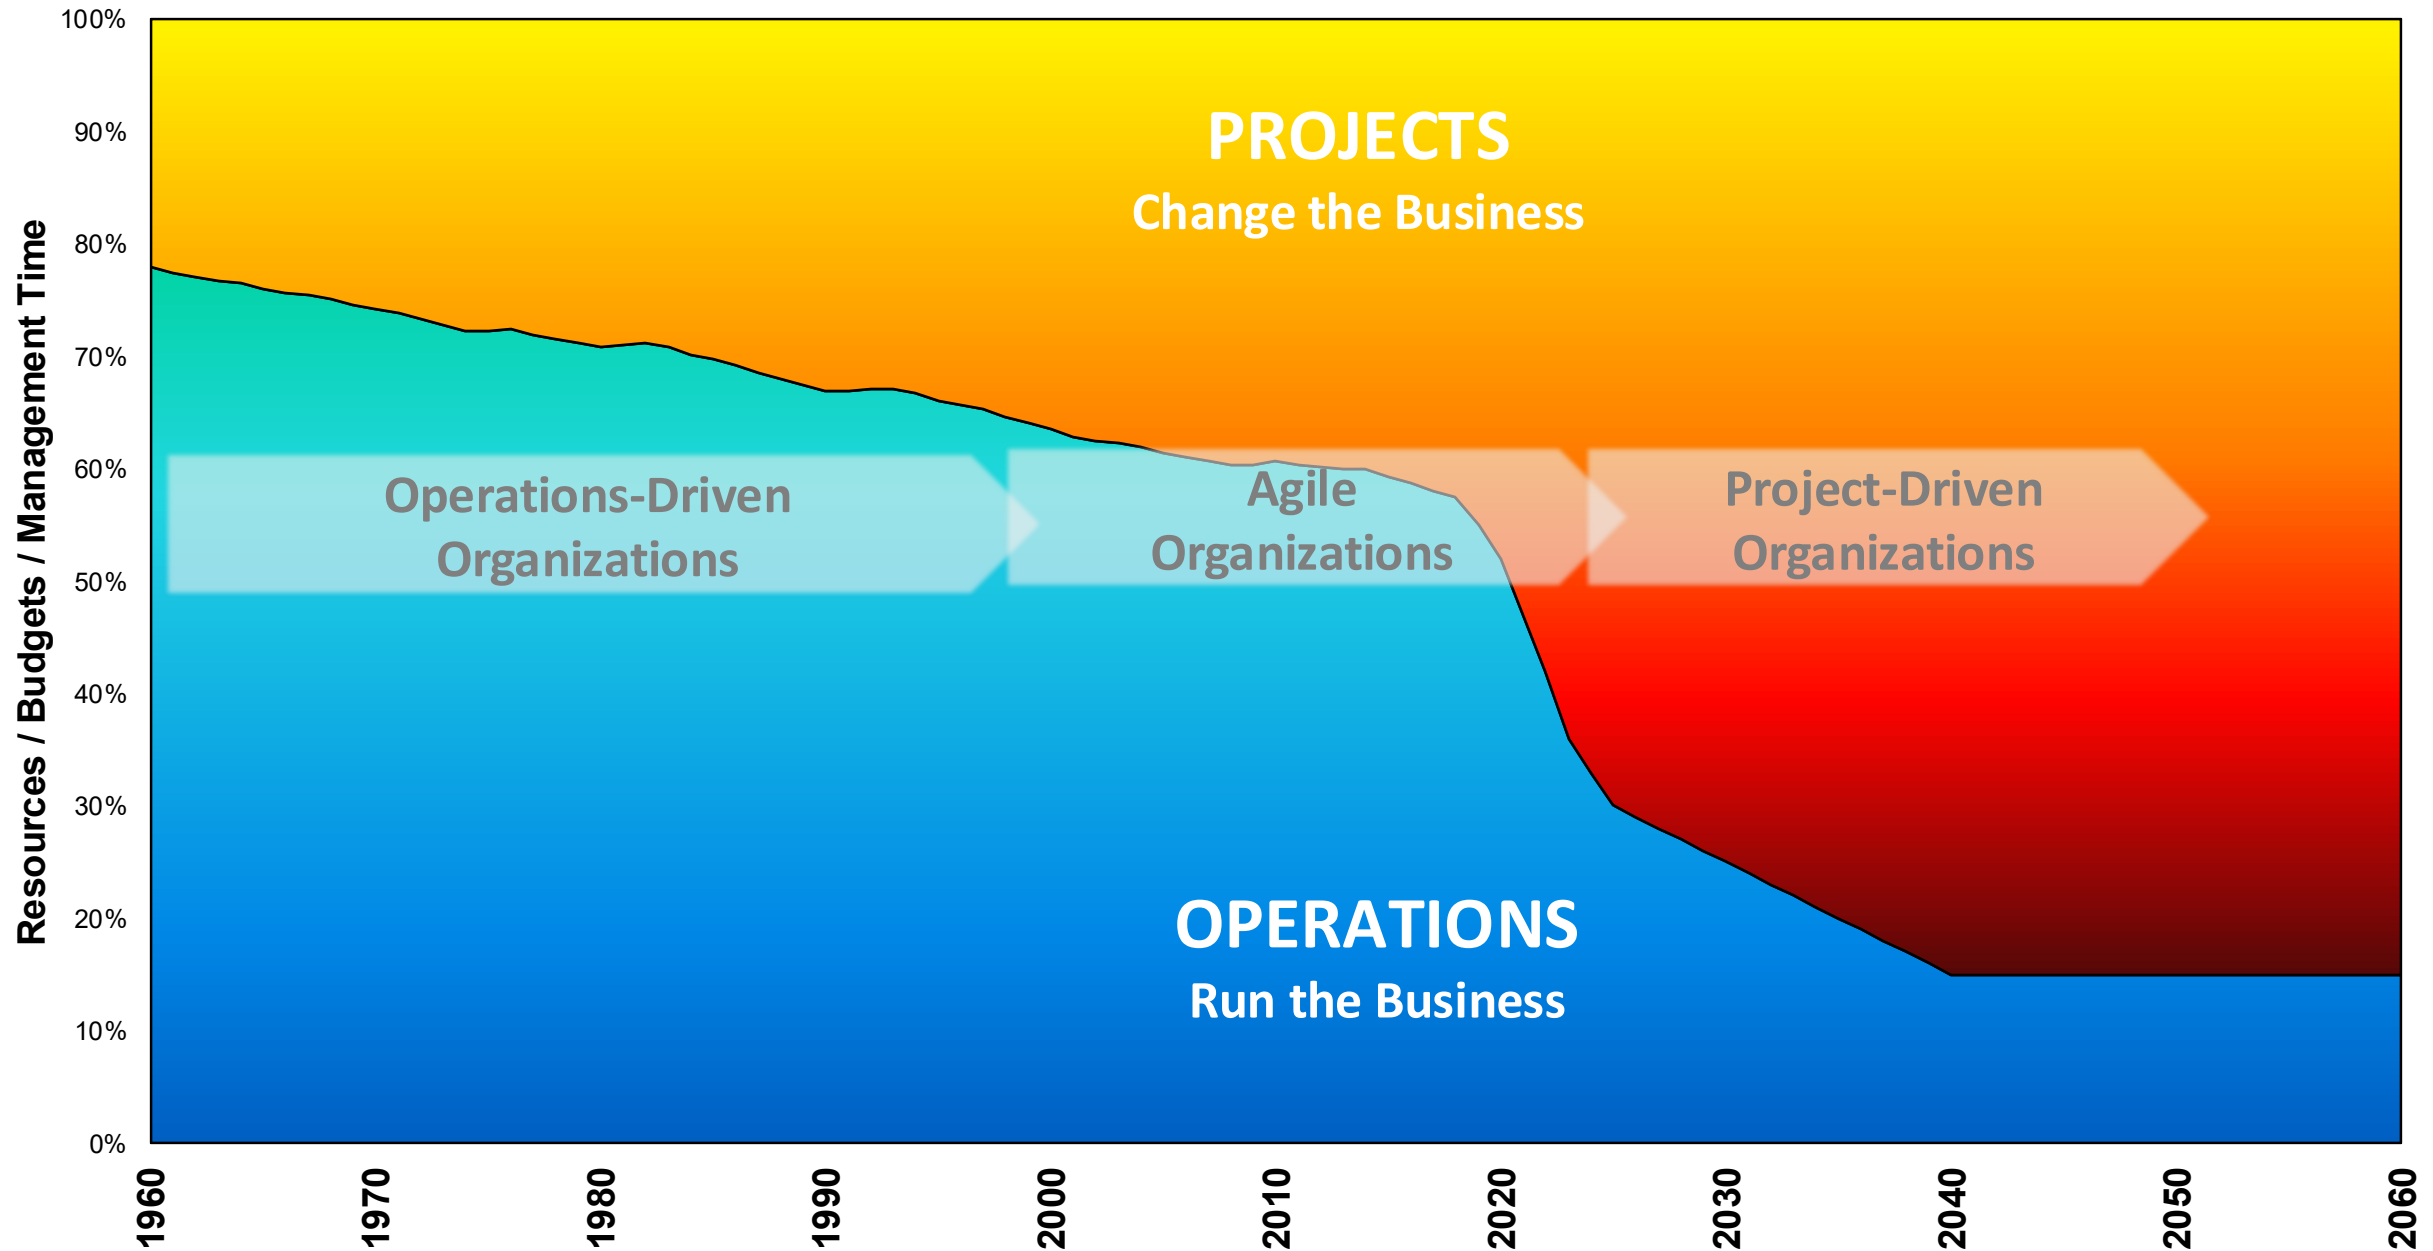 100%
90%
80%
70%
60%
50%
40%
30%
20%
10%
0%
Resources / Budgets / Management Time
PROJECTS
Change the Business
Operations-Driven
Organizations
Agile
Organizations
Project-Driven
Organizations
OPERATIONS
Run the Business
1960
1970
1980
1990
2000
2010
2020
2030
2040
2050
2060